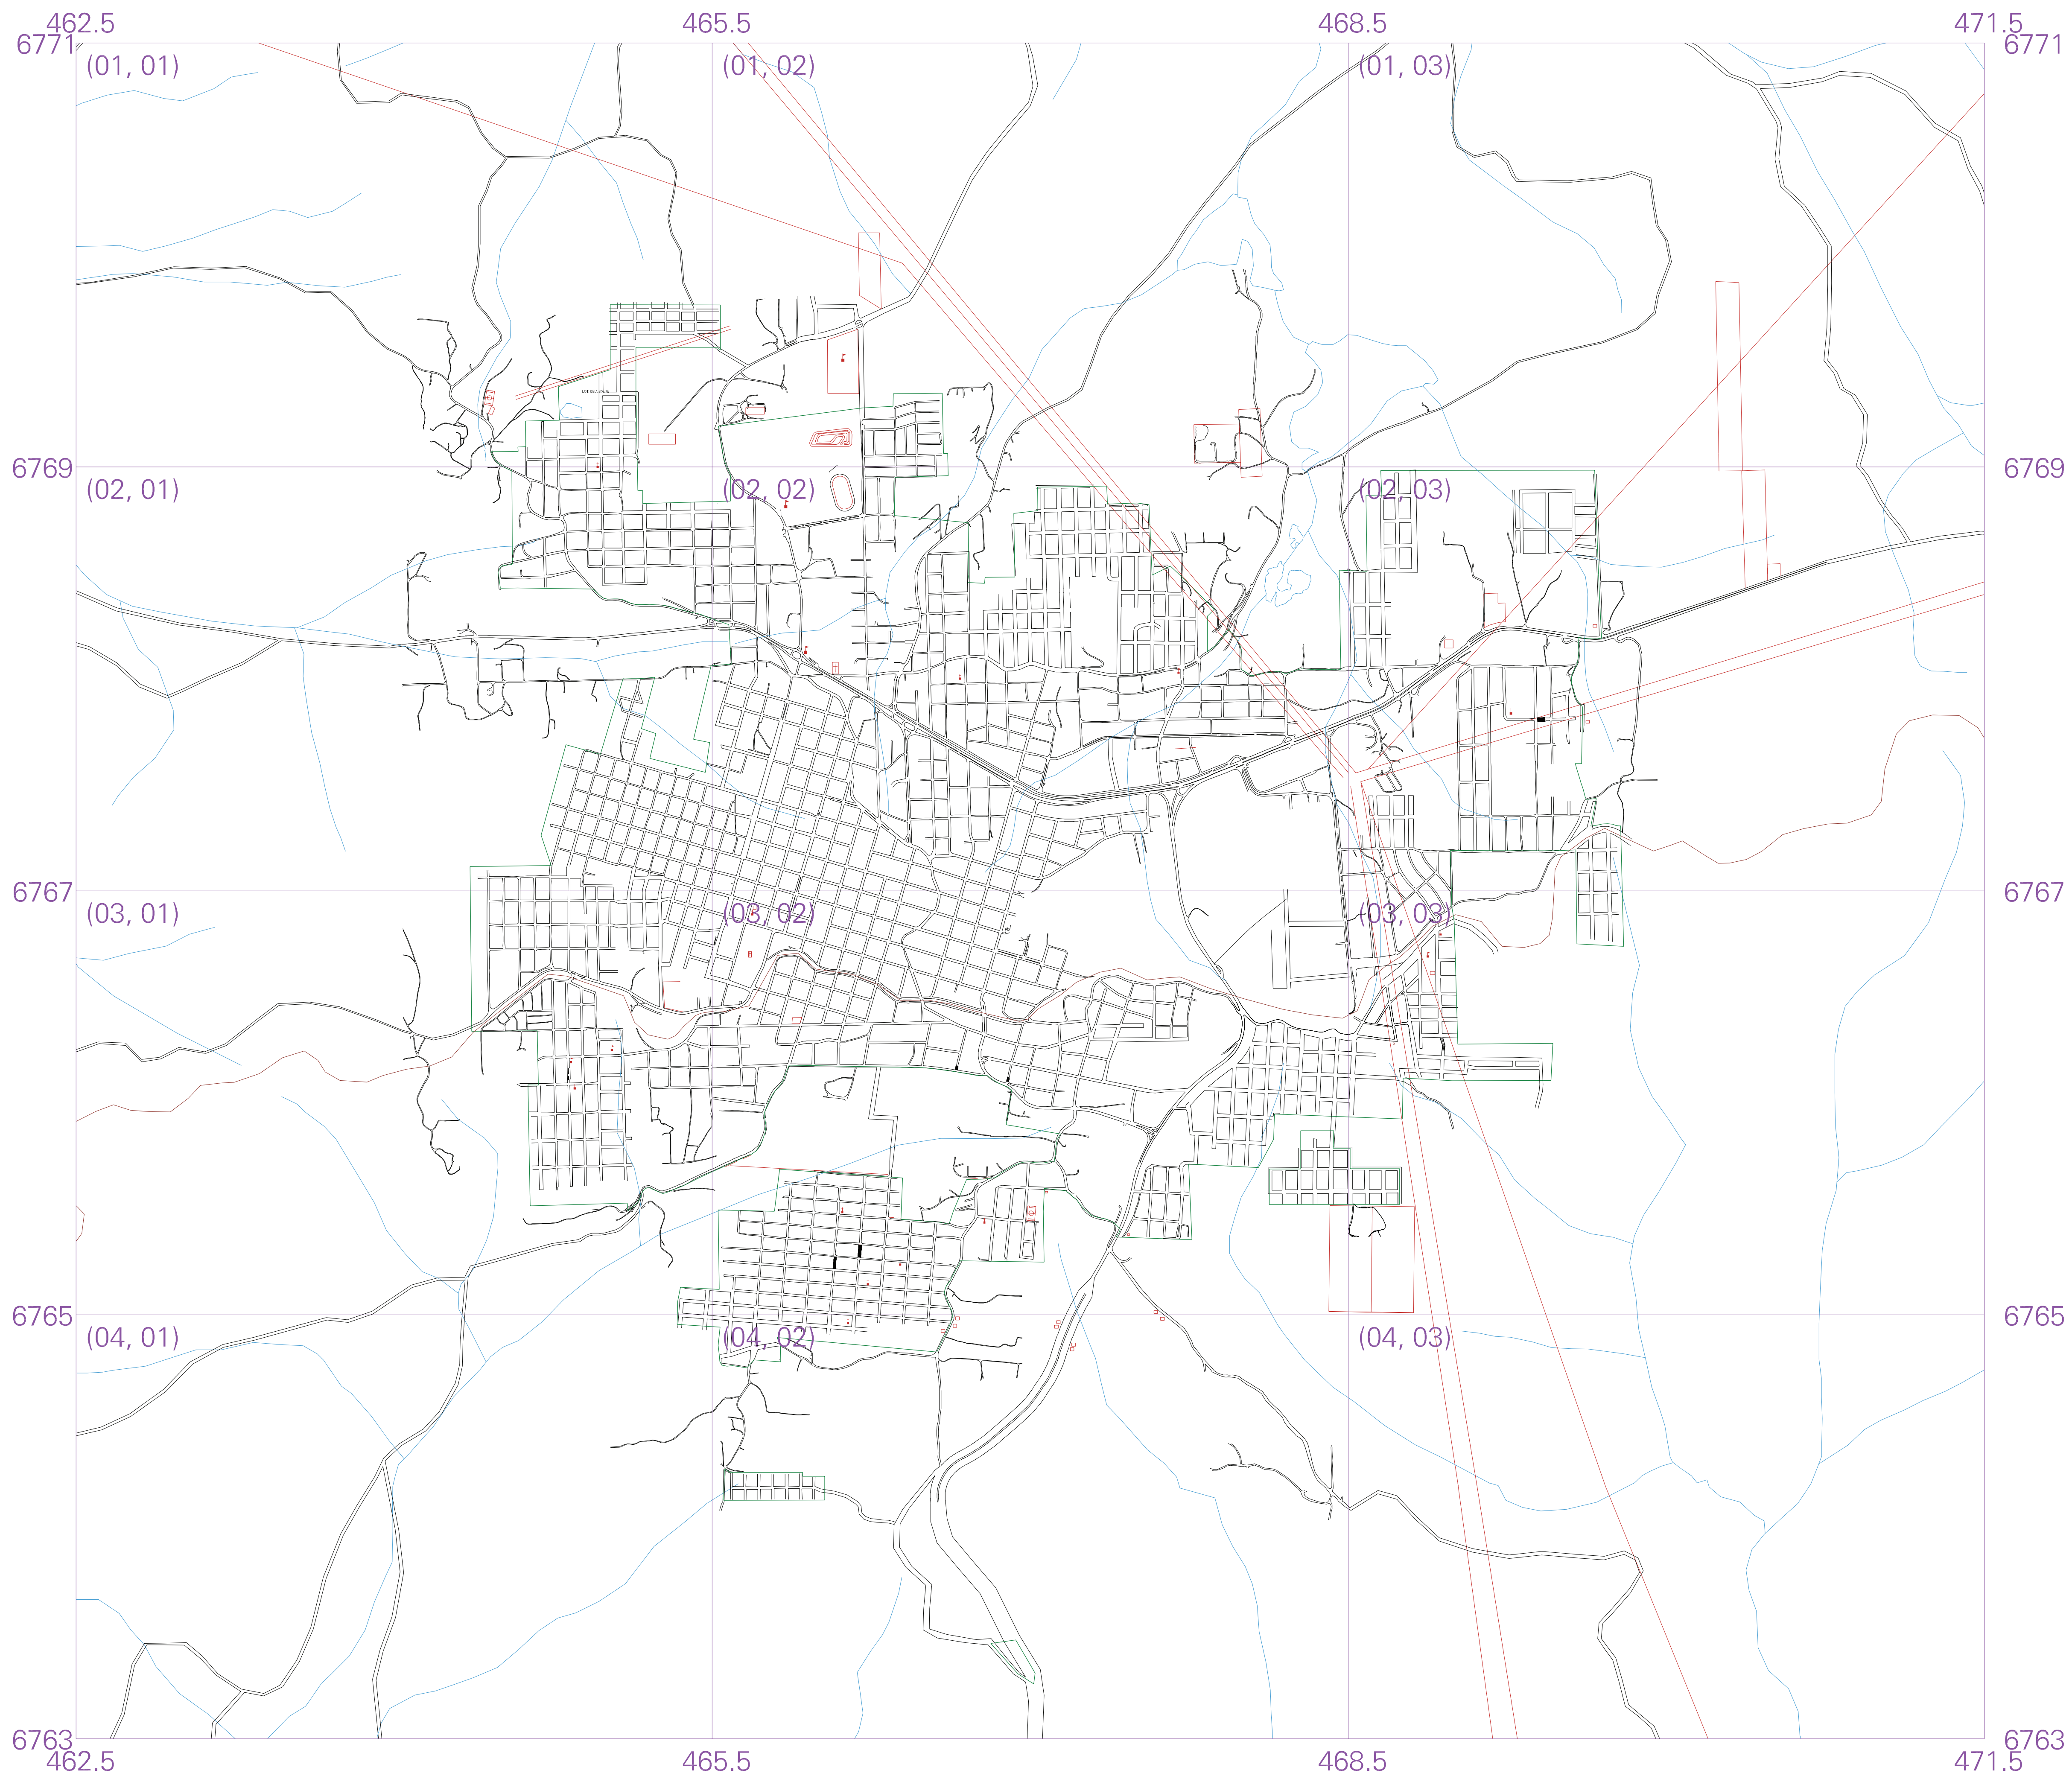 462.5 465.5 468.5 471.5
6771 6771
(01, 01) (01, 02) (01, 03)
6769 6769
(02, 01) (02, 02) (02, 03)
6767 6767
(03, 01) (03, 02) (03, 03)
6765 6765
(04, 01) (04, 02) (04, 03)
6763 6763
462.5 465.5 468.5 471.5